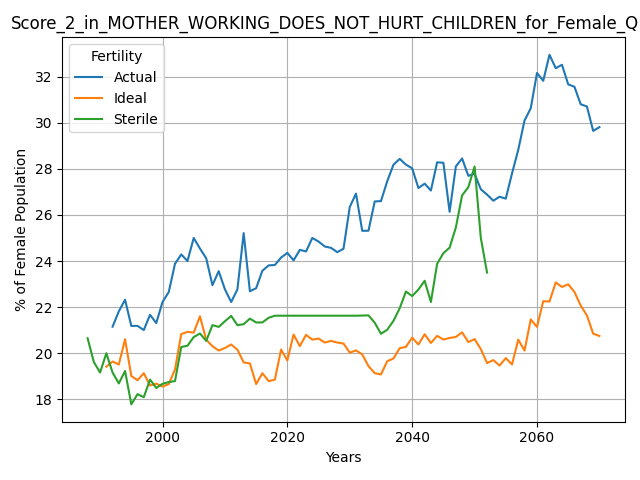 Score_2_in_MOTHER_WORKING_DOES_NOT_HURT_CHILDREN_for_Female_Q
Fertility
Actual
Ideal
Sterile
% of Female Population
32
30
28
26
24
22
20
18
2000
2020
2040
2060
Years